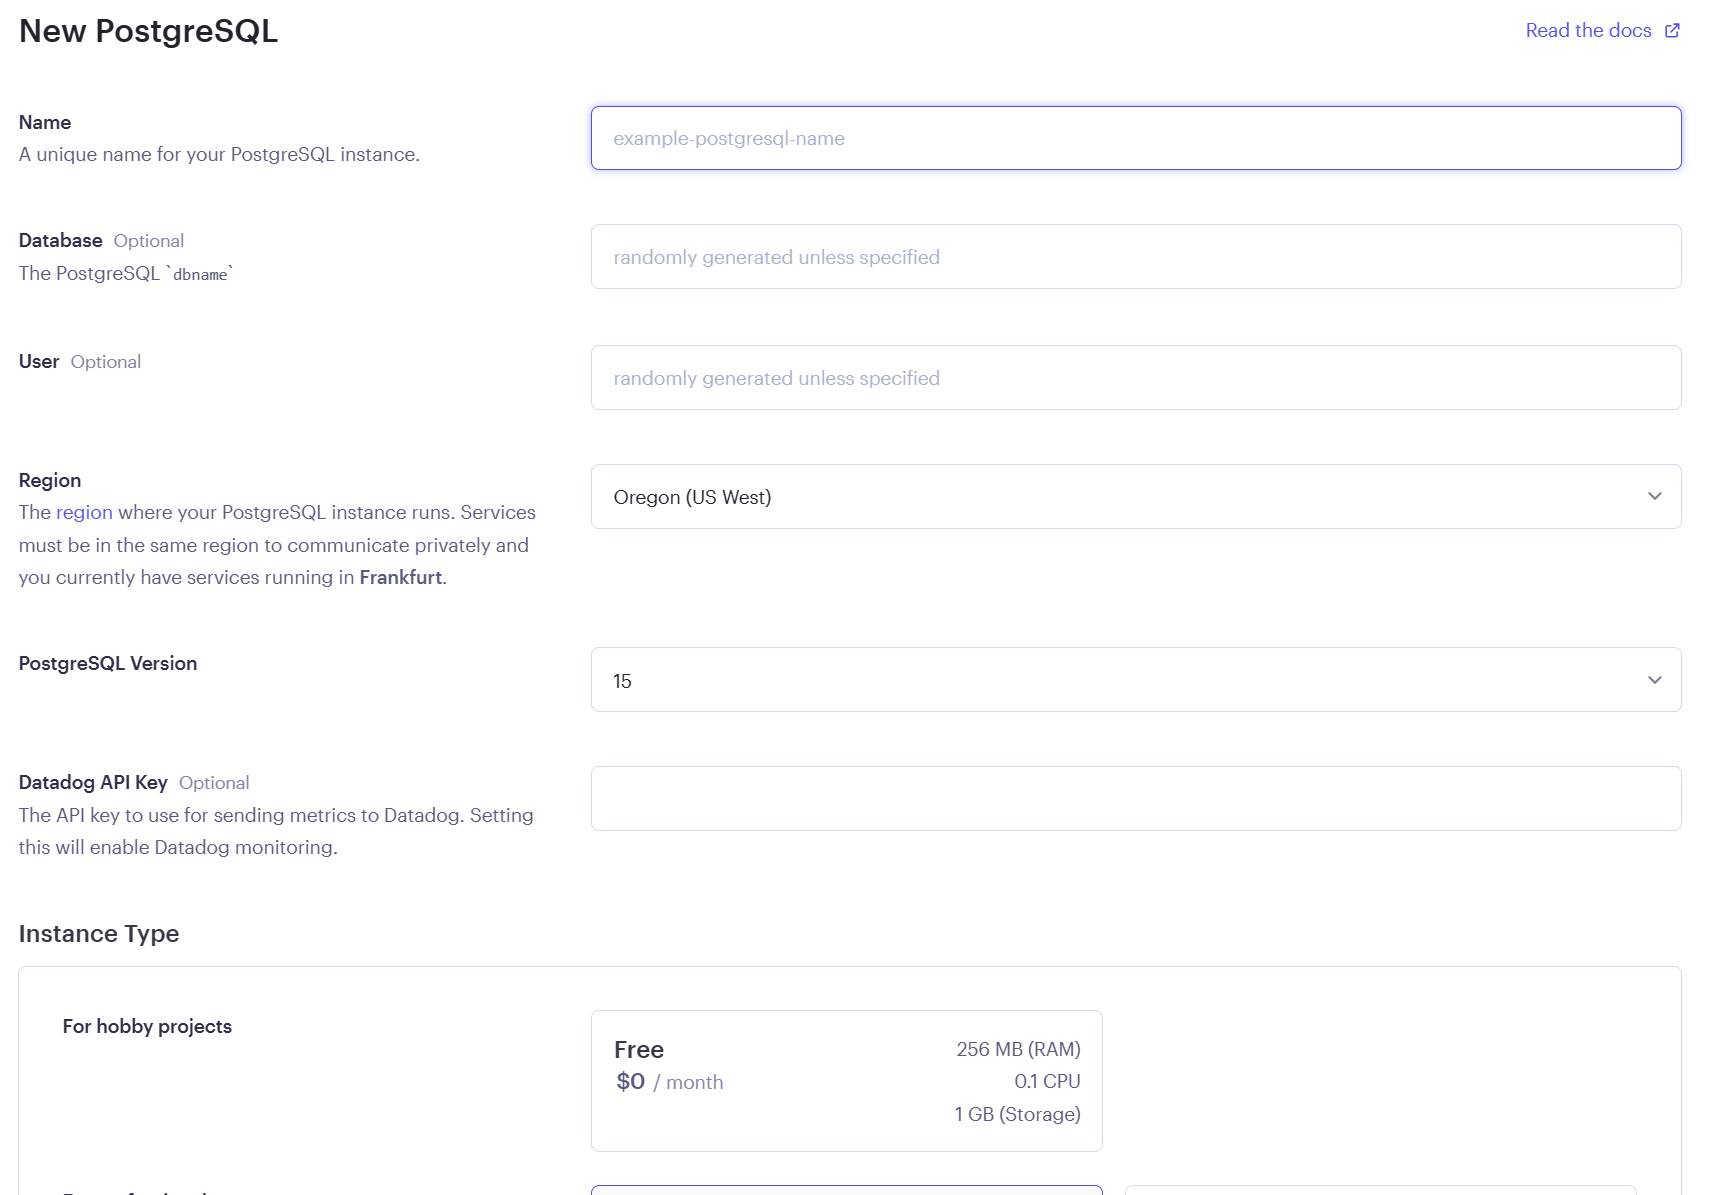 New PostgreSQL
Read the docs
Name
A unique name for your PostgreSQL instance.
example-postgresql-name
Database Optional
The PostgreSQL `dbname`
randomly generated unless specified
User Optional
randomly generated unless specified
Region
The region where your PostgreSQL instance runs. Services
must be in the same region to communicate privately and
you currently have services running in Frankfurt.
Oregon (US West)
PostgreSQL Version
15
Datadog API Key Optional
The API key to use for sending metrics to Datadog. Setting
this will enable Datadog monitoring.
Instance Type
For hobby projects
Free
$0 / month
256 MB (RAM)
0.1 CPU
1 GB (Storage)